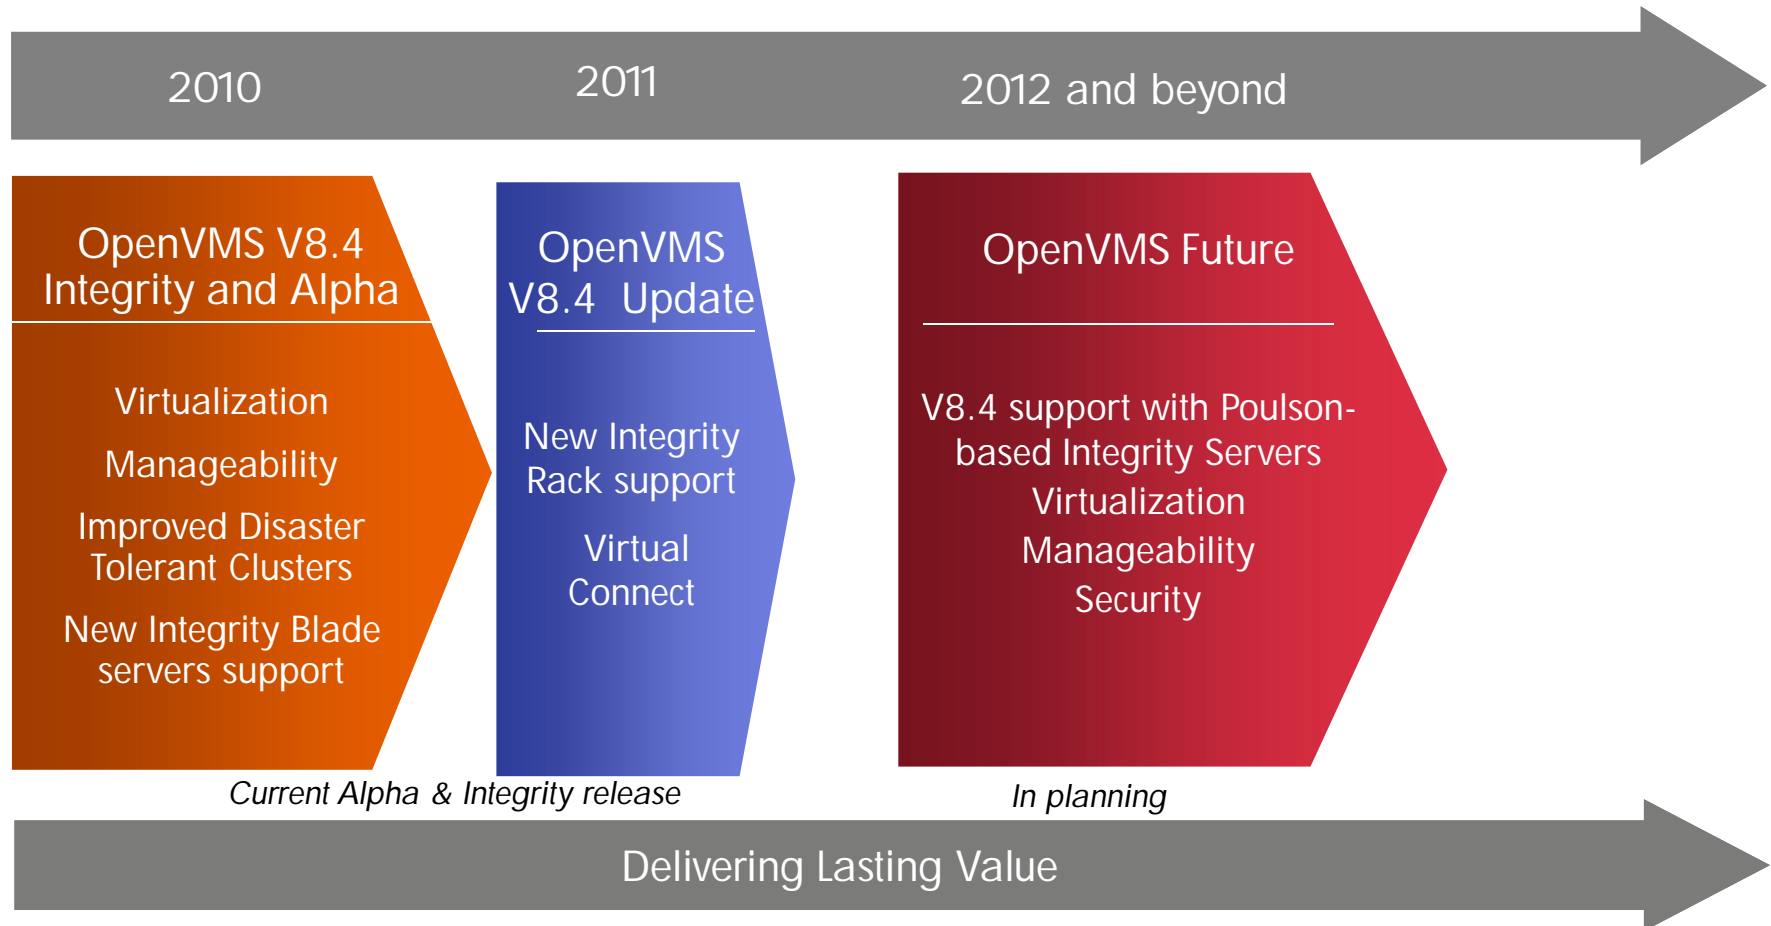 2010
2011
2012 and beyond
OpenVMS V8.4
Integrity and Alpha
Virtualization
Manageability
Improved Disaster
Tolerant Clusters
New Integrity Blade
servers support
OpenVMS
V8.4 Update
New Integrity
Rack support
Virtual
Connect
OpenVMS Future
V8.4 support with Poulson-
based Integrity Servers
Virtualization
Manageability
Security
Current Alpha & Integrity release
In planning
Delivering Lasting Value